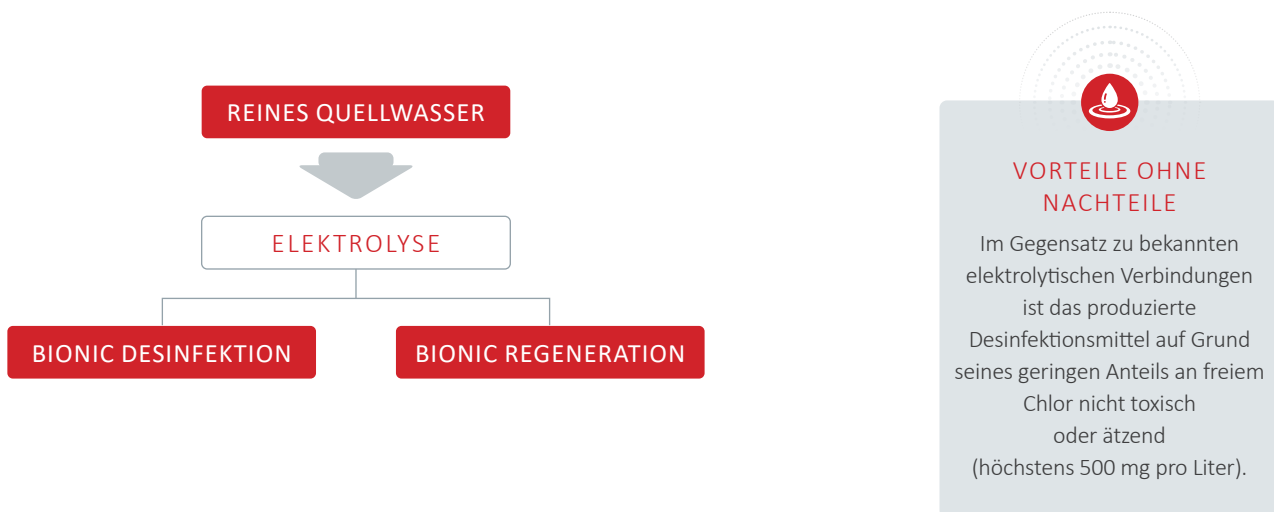 REINES QUELLWASSER
ELEKTROLYSE
BIONIC DESINFEKTION
BIONIC REGENERATION
VORTEILE OHNE
NACHTEILE
Im Gegensatz zu bekannten
elektrolytischen Verbindungen
ist das produzierte
Desinfektionsmittel auf Grund
seines geringen Anteils an freiem
Chlor nicht toxisch
oder ätzend
(höchstens 500 mg pro Liter).